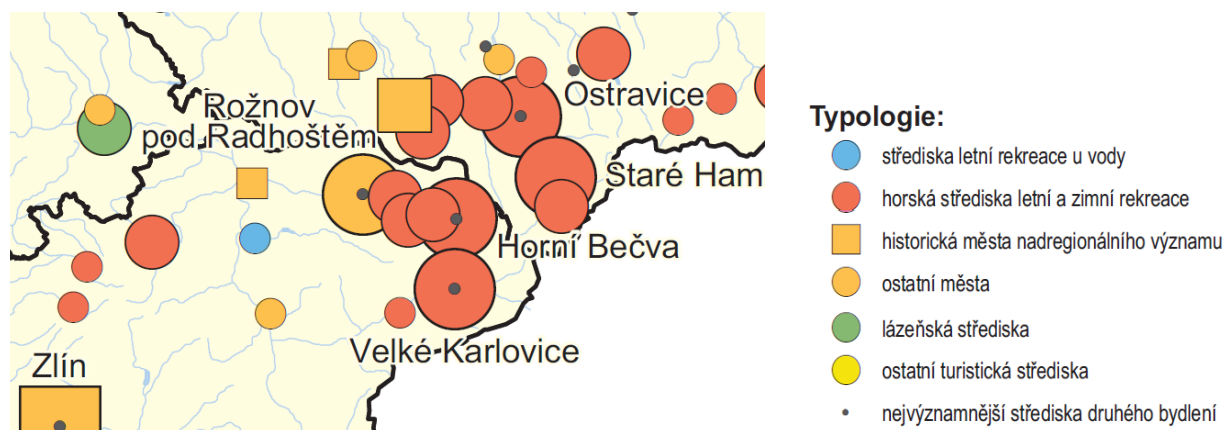 Rožnov
pod Radhoštěm
Ostravice
Staré Ham
Horní Bečva
Velké Karlovice
Zlín
Typologie:
střediska letní rekreace u vody
horská střediska letní a zimní rekreace
historická města nadregionálního významu
ostatní města
lázeňská střediska
ostatní turistická střediska
nejvýznamnější střediska druhého bydlení